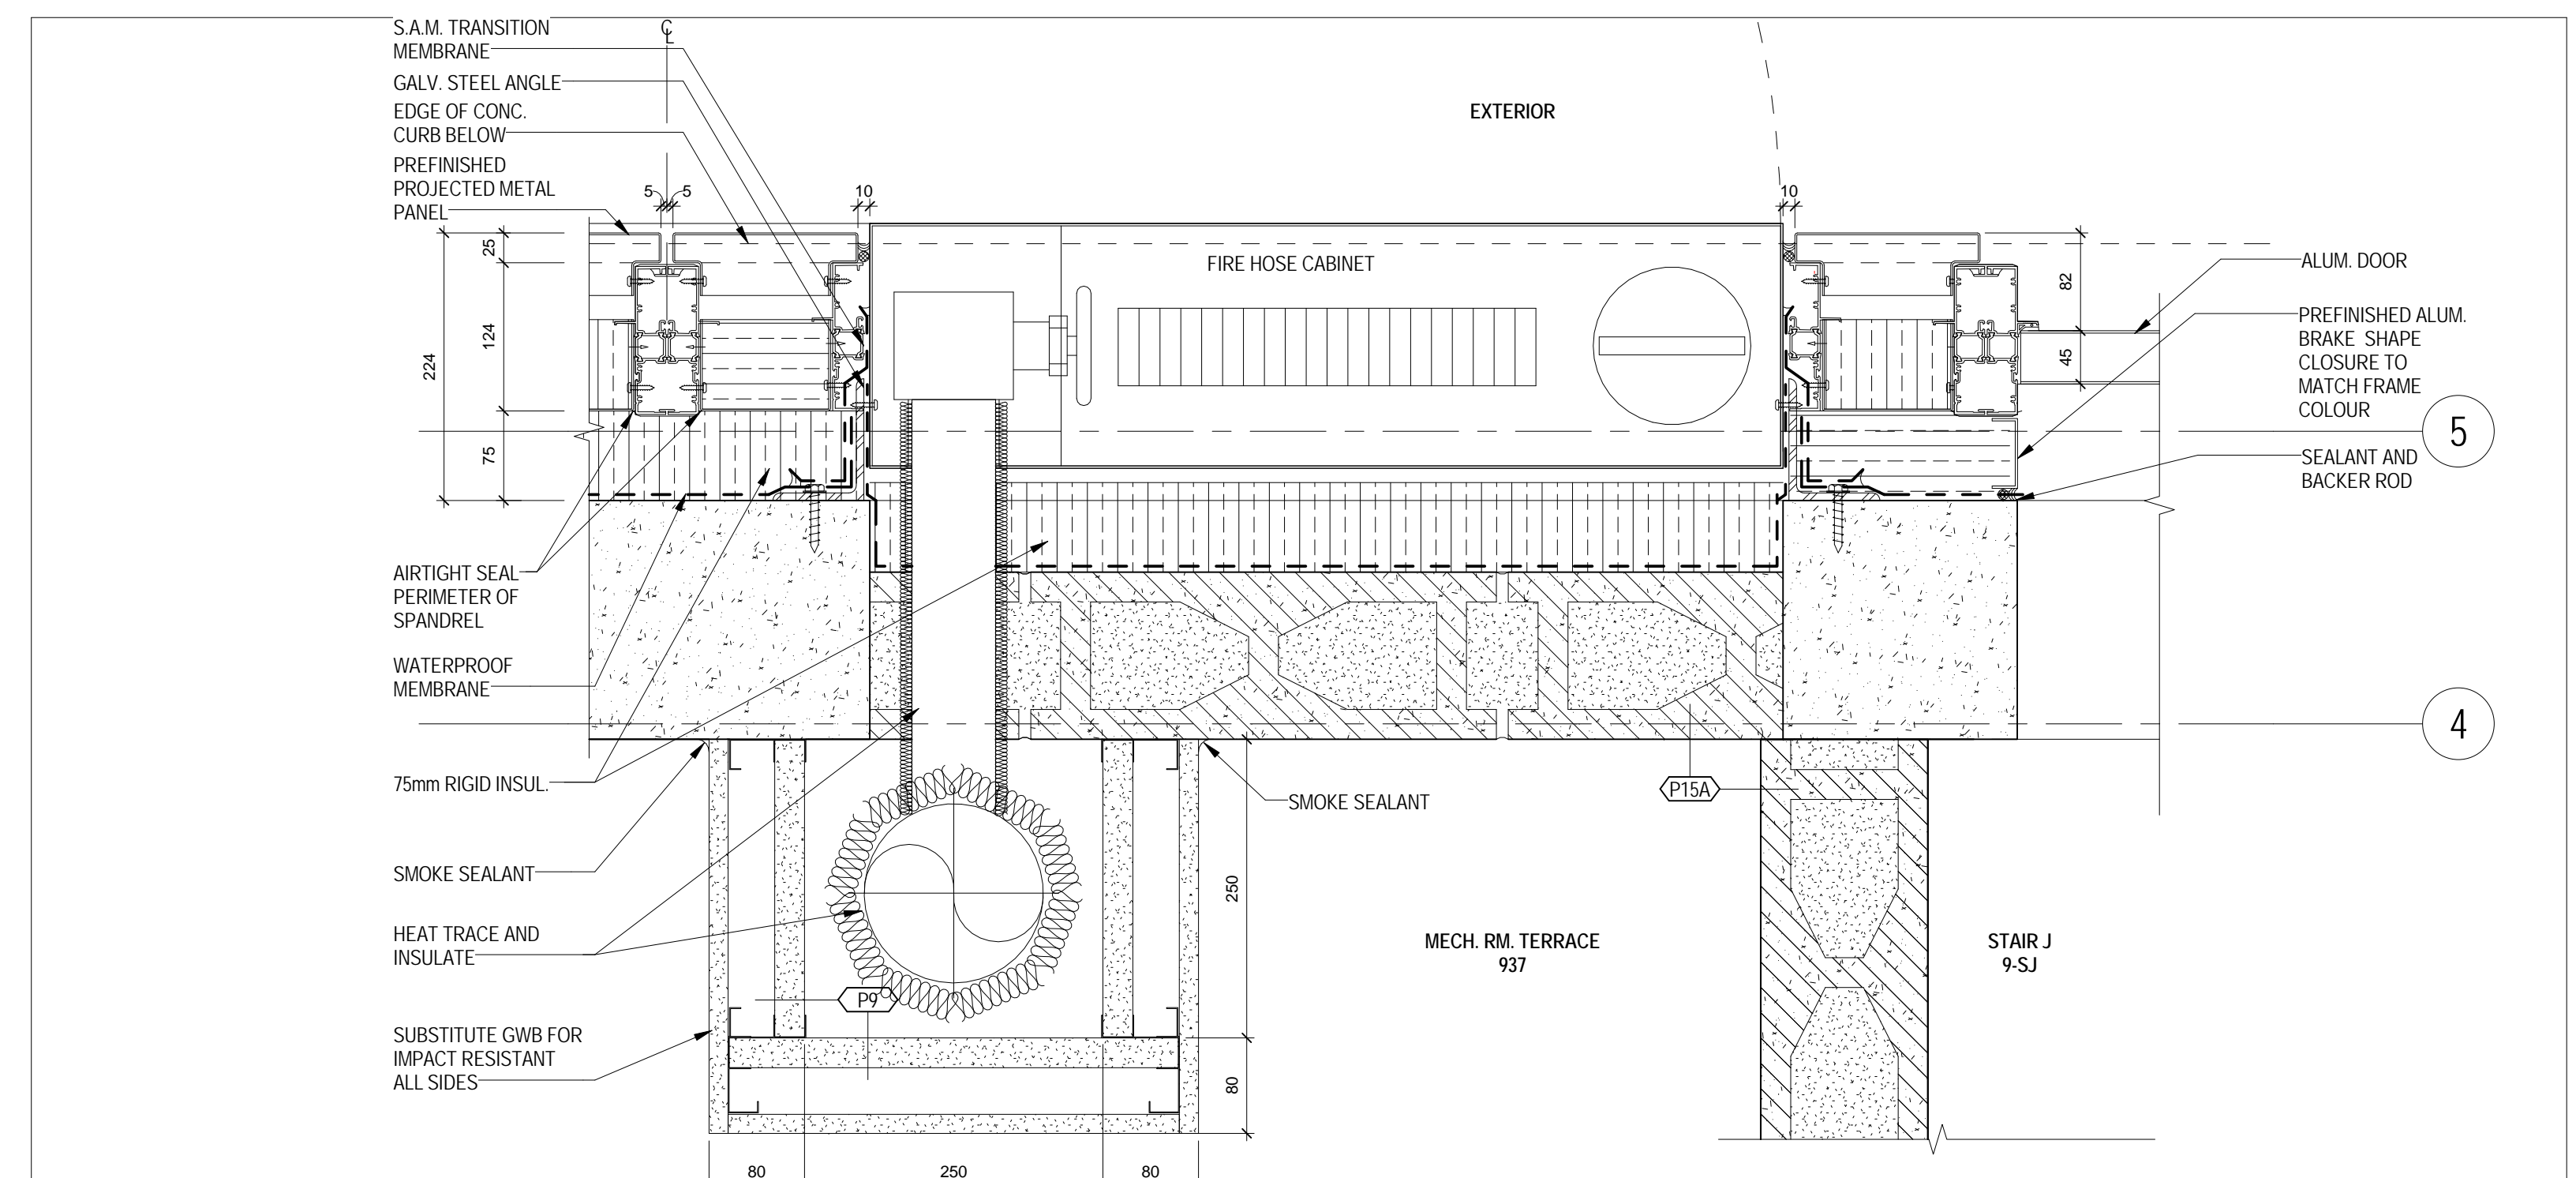 S.A.M. TRANSITION
MEMBRANE
GALV. STEEL ANGLE
EDGE OF CONC.
CURB BELOW
PREFINISHED
PROJECTED METAL
PANEL
℄
EXTERIOR
5
5
10
10
FIRE HOSE CABINET
25
124
224
75
82
45
ALUM. DOOR
PREFINISHED ALUM.
BRAKE SHAPE
CLOSURE TO
MATCH FRAME
COLOUR
5
SEALANT AND
BACKER ROD
AIRTIGHT SEAL
PERIMETER OF
SPANDREL
WATERPROOF
MEMBRANE
4
75mm RIGID INSUL.
SMOKE SEALANT
P15A
SMOKE SEALANT
250
HEAT TRACE AND
INSULATE
MECH. RM. TERRACE
937
STAIR J
9-SJ
P9
SUBSTITUTE GWB FOR
IMPACT RESISTANT
ALL SIDES
80
80
250
80